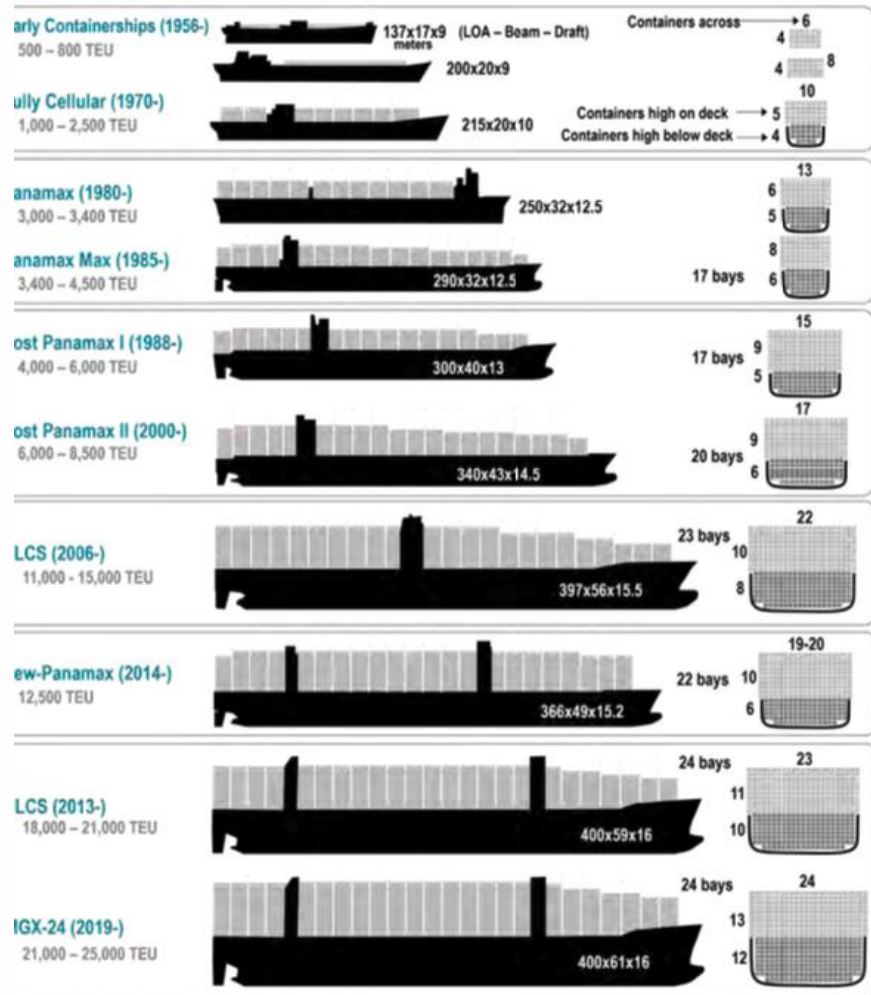 arly Containerships (1956-)
500 – 800 TEU
137x17x9 (LOA – Beam – Draft)
meters
Containers across 6
4
200x20x9
4 8
ully Cellular (1970-)
1,000 – 2,500 TEU
215x20x10
10
Containers high on deck 5
Containers high below deck 4
anamax (1980-)
3,000 – 3,400 TEU
250x32x12.5
13
6
5
anamax Max (1985-)
3,400 – 4,500 TEU
290x32x12.5
17 bays
8
6
ost Panamax I (1988-)
4,000 – 6,000 TEU
300x40x13
17 bays
15
9
5
ost Panamax II (2000-)
6,000 – 8,500 TEU
340x43x14.5
20 bays
17
9
6
LCS (2006-)
11,000 - 15,000 TEU
397x56x15.5
23 bays
22
10
8
ew-Panamax (2014-)
12,500 TEU
366x49x15.2
22 bays
19-20
10
6
LCS (2013-)
18,000 – 21,000 TEU
400x59x16
24 bays
23
11
10
IGX-24 (2019-)
21,000 – 25,000 TEU
400x61x16
24 bays
24
13
12